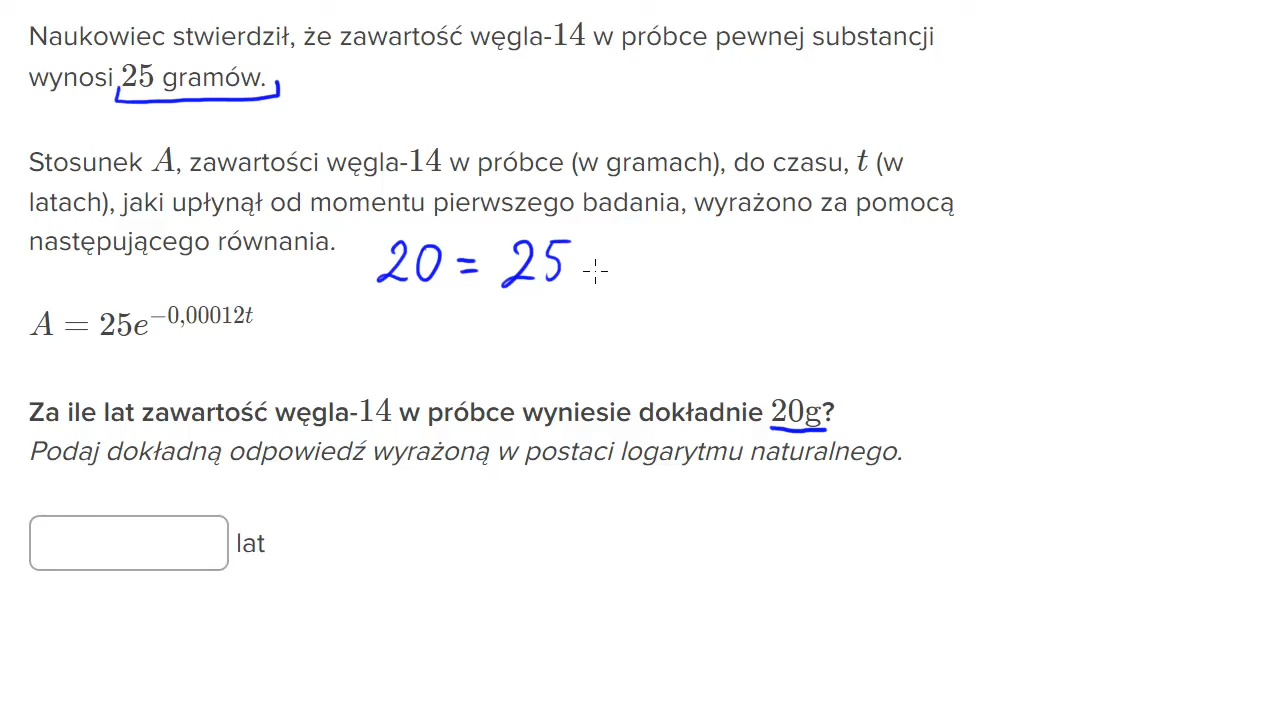 Naukowiec stwierdził, że zawartość węgla-14 w próbce pewnej substancji
wynosi 25 gramów.
Stosunek A, zawartości węgla-14 w próbce (w gramach), do czasu, t (w
latach), jaki upłynął od momentu pierwszego badania, wyrażono za pomocą
następującego równania.
20 = 25
A = 25e^{-0,00012t}
Za ile lat zawartość węgla-14 w próbce wyniesie dokładnie 20g?
Podaj dokładną odpowiedź wyrażoną w postaci logarytmu naturalnego.
lat